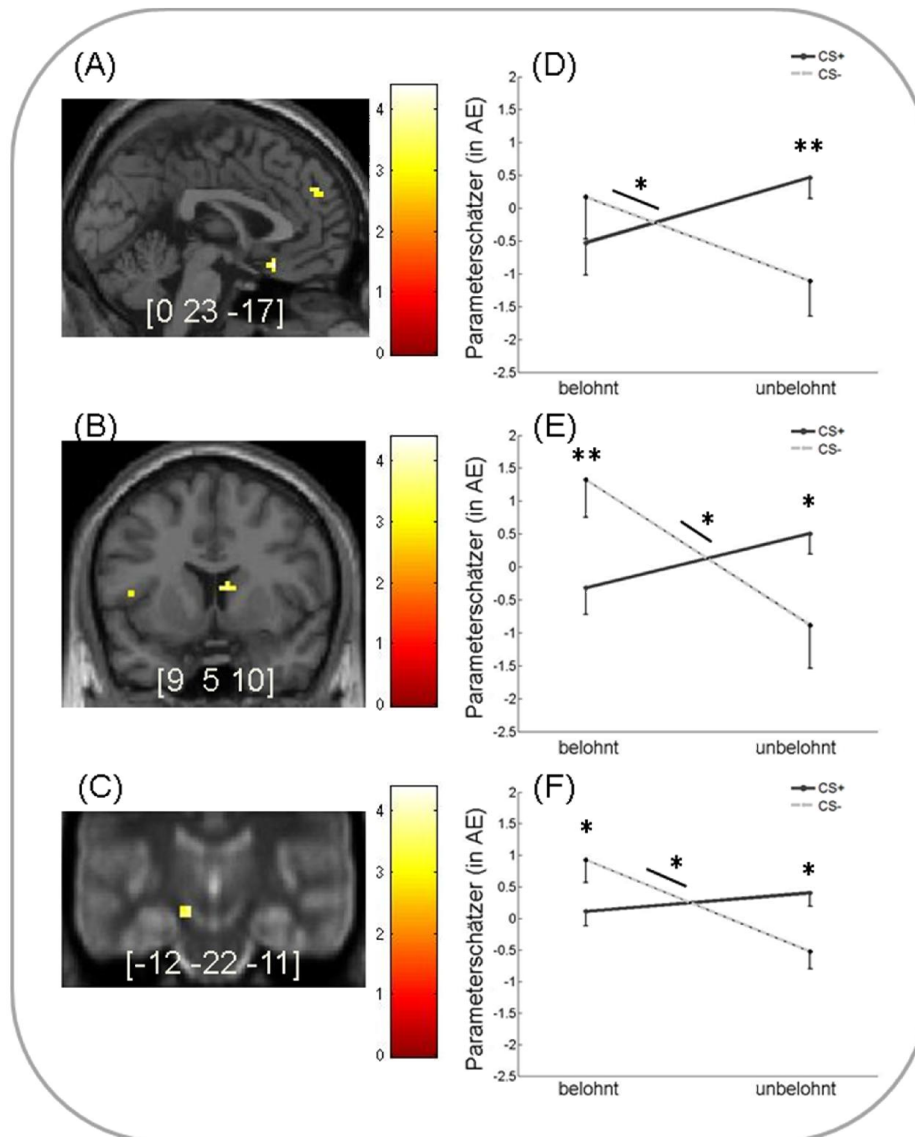 (A)
4
3
2
1
0
[0 23 -17]
(D)
CS+
CS-
Parameterschätzer (in AE)
2
1.5
1
0.5
0
-0.5
-1
-1.5
-2
-2.5
*
**
belohnt unbelohnt
(B)
4
3
2
1
0
[9 5 10]
(E)
CS+
CS-
Parameterschätzer (in AE)
2
1.5
1
0.5
0
-0.5
-1
-1.5
-2
-2.5
**
*
*
belohnt unbelohnt
(C)
4
3
2
1
0
[-12 -22 -11]
(F)
CS+
CS-
Parameterschätzer (in AE)
2
1.5
1
0.5
0
-0.5
-1
-1.5
-2
-2.5
*
*
*
belohnt unbelohnt